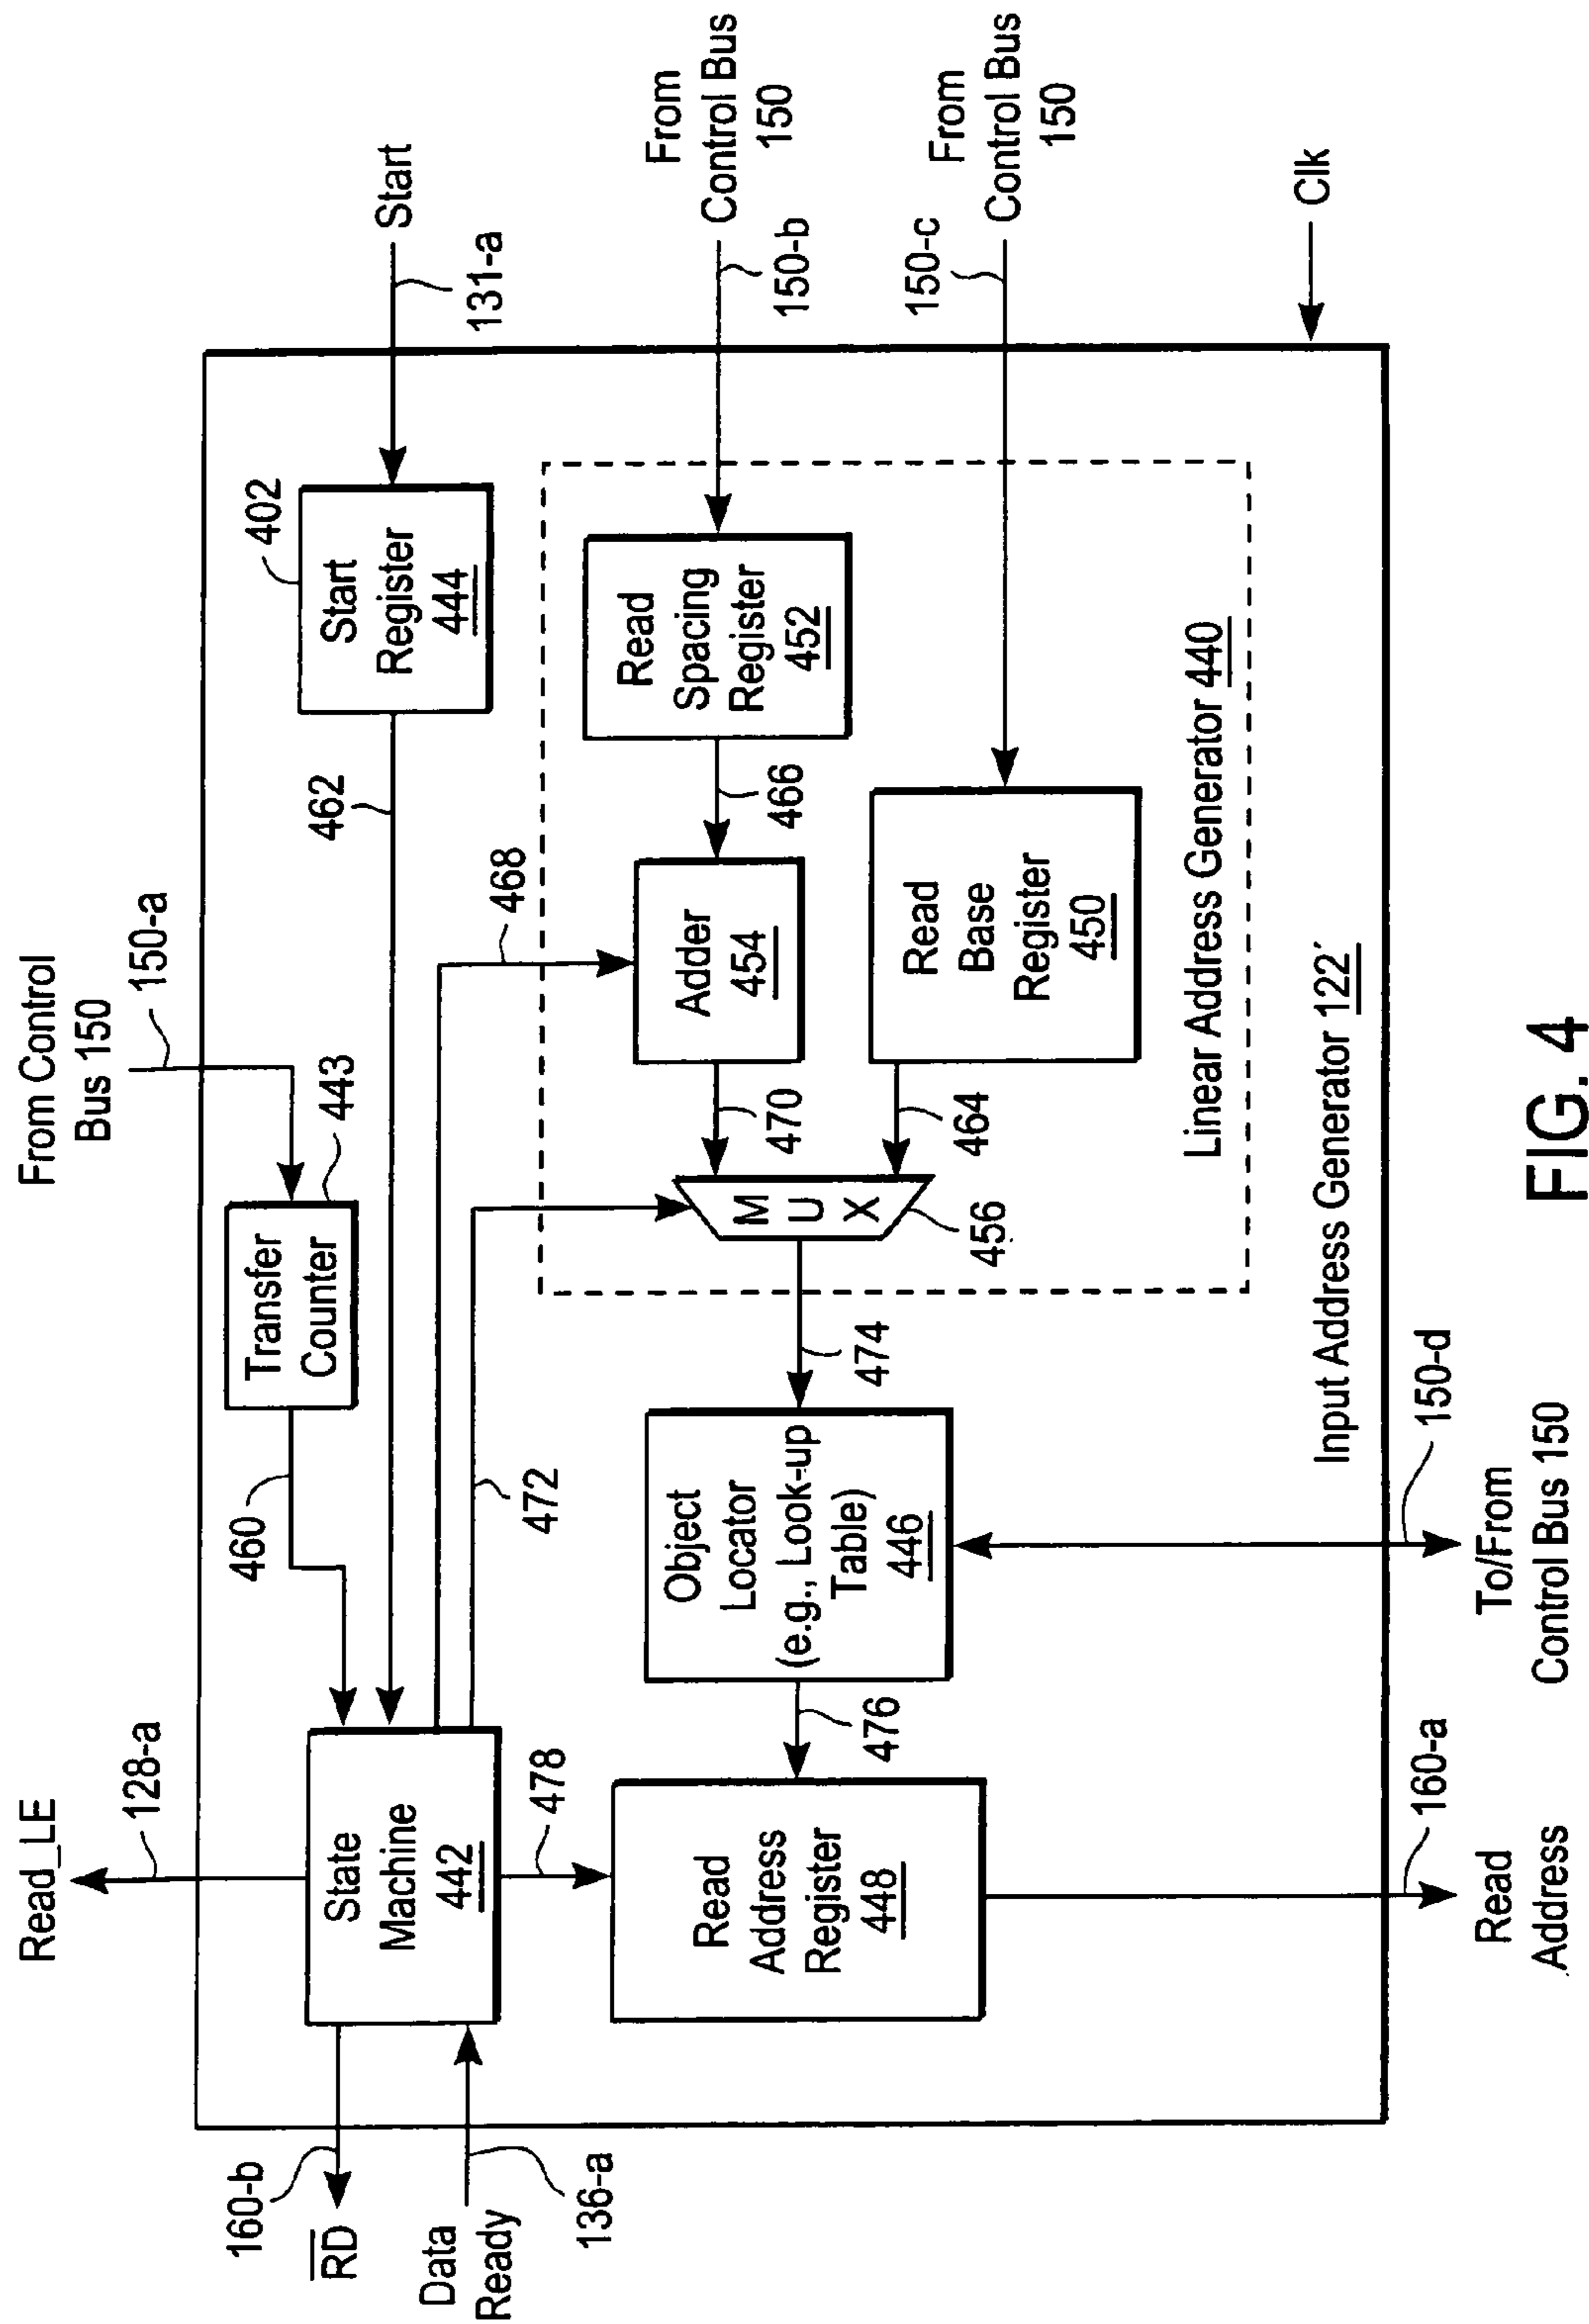 From Control
Bus 150
150-a
Read_LE
128-a
460
Transfer
Counter
443
462
402
Start
Register
444
Start
131-a
160-b
RD
Data
Ready
136-a
State
Machine
442
478
472
468
Read
Address
Register
448
476
Object
Locator
(e.g., Look-up
Table)
446
474
M
U
X
456
470
464
Adder
454
466
Read
Spacing
Register
452
Read
Base
Register
450
Linear Address Generator 440
From
Control Bus
150
150-b
From
Control Bus
150
150-c
Input Address Generator 122'
Clk
160-a
Read
Address
150-d
To/From
Control Bus 150
FIG. 4